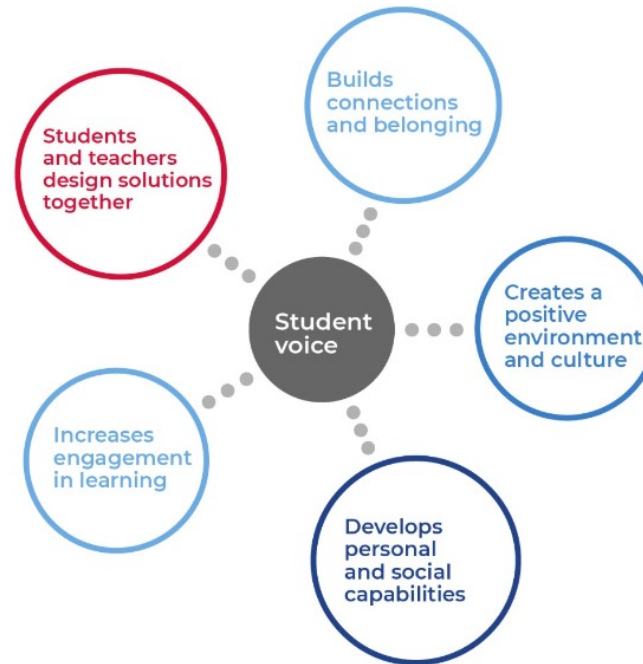 Builds
connections
and belonging
Students
and teachers
design solutions
together
Creates a
positive
environment
and culture
Student
voice
Increases
engagement
in learning
Develops
personal
and social
capabilities